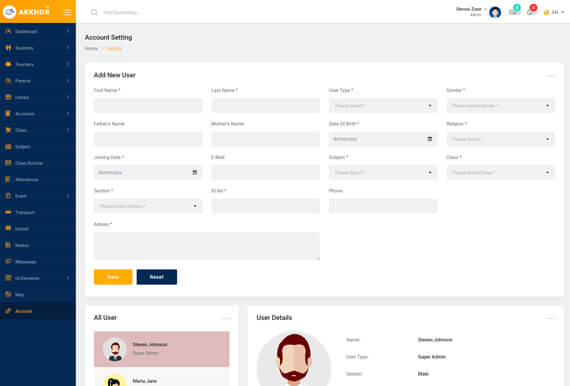 AKKHOR
Find Something . . .
Stevne Zone
Admin
EN
Dashboard
Students
Teachers
Parents
Library
Account
Class
Subject
Class Routine
Attendence
Exam
Transport
Hostel
Notice
Messeage
UI Elements
Map
Account
Account Setting
Home > Setting
Add New User
First Name *
Last Name *
User Type *
Gender *
Please Select*
Please Select Gender *
Father's Name
Mother's Name
Date Of Birth *
Religion *
dd/mm/yyyy
Please Select *
Joining Date *
E-Mail
Subject *
Class *
dd/mm/yyyy
Please Select*
Please Select Class *
Section *
ID No *
Phone
Please Select Section *
Adress *
Save
Reset
All User
Steven Johnson
Super Admin
Maria Jane
User Details
Name:
Steven Johnson
User Type:
Super Admin
Gender:
Male